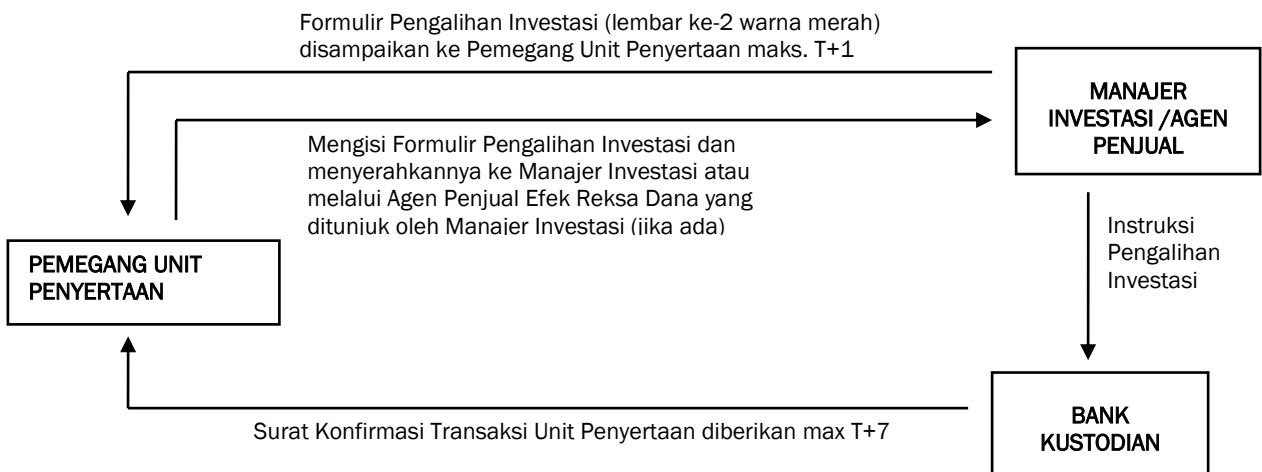 Formulir Pengalihan Investasi (lembar ke-2 warna merah)
disampaikan ke Pemegang Unit Penyertaan maks. T+1
MANAJER
INVESTASI /AGEN
PENJUAL
Mengisi Formulir Pengalihan Investasi dan
menyerahkannya ke Manajer Investasi atau
melalui Agen Penjual Efek Reksa Dana yang
ditunjuk oleh Manajer Investasi (jika ada)
Instruksi
Pengalihan
Investasi
PEMEGANG UNIT
PENYERTAAN
Surat Konfirmasi Transaksi Unit Penyertaan diberikan max T+7
BANK
KUSTODIAN